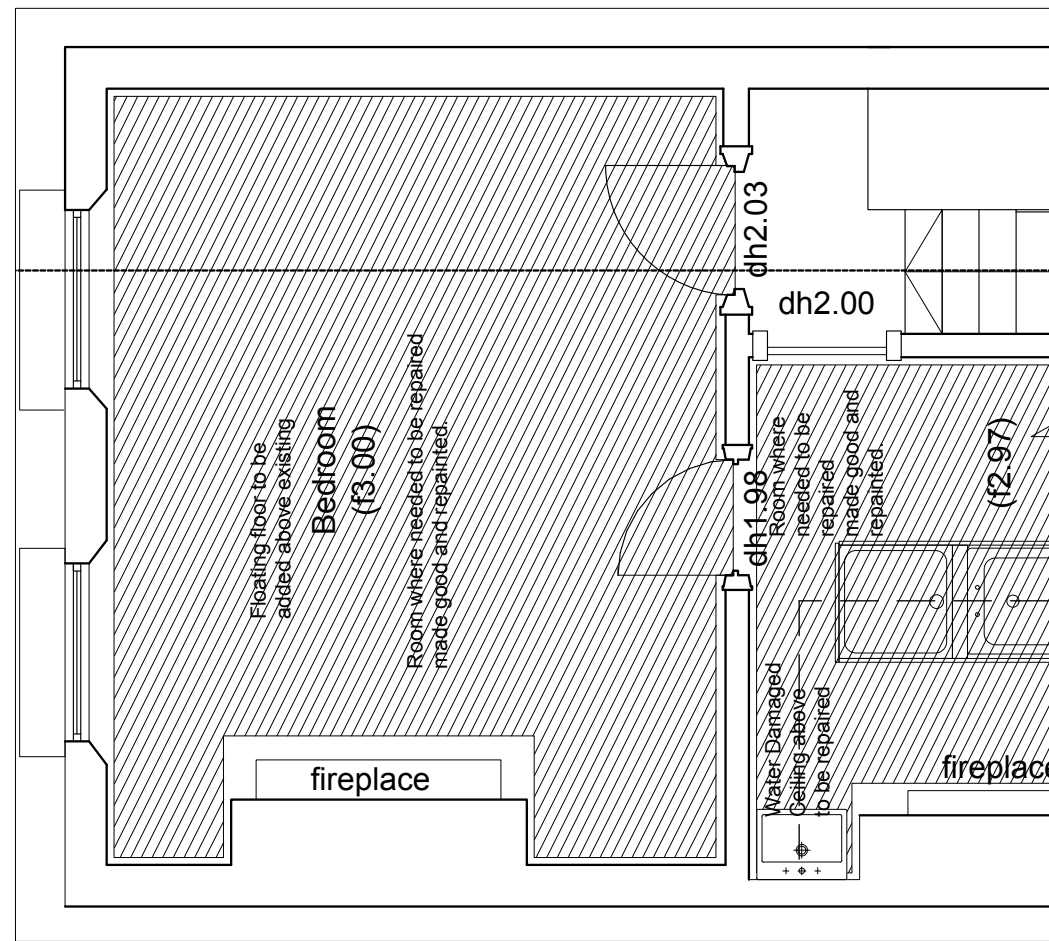 dh2.03
dh2.00
Floating floor to be
added above existing
Bedroom
(f3.00)
Room where needed to be repaired
made good and repainted.
dh1.98
Room where
needed to be
repaired
made good and
repainted.
(f2.97)
Water Damaged
Ceiling above
to be repaired
fireplace
fireplace